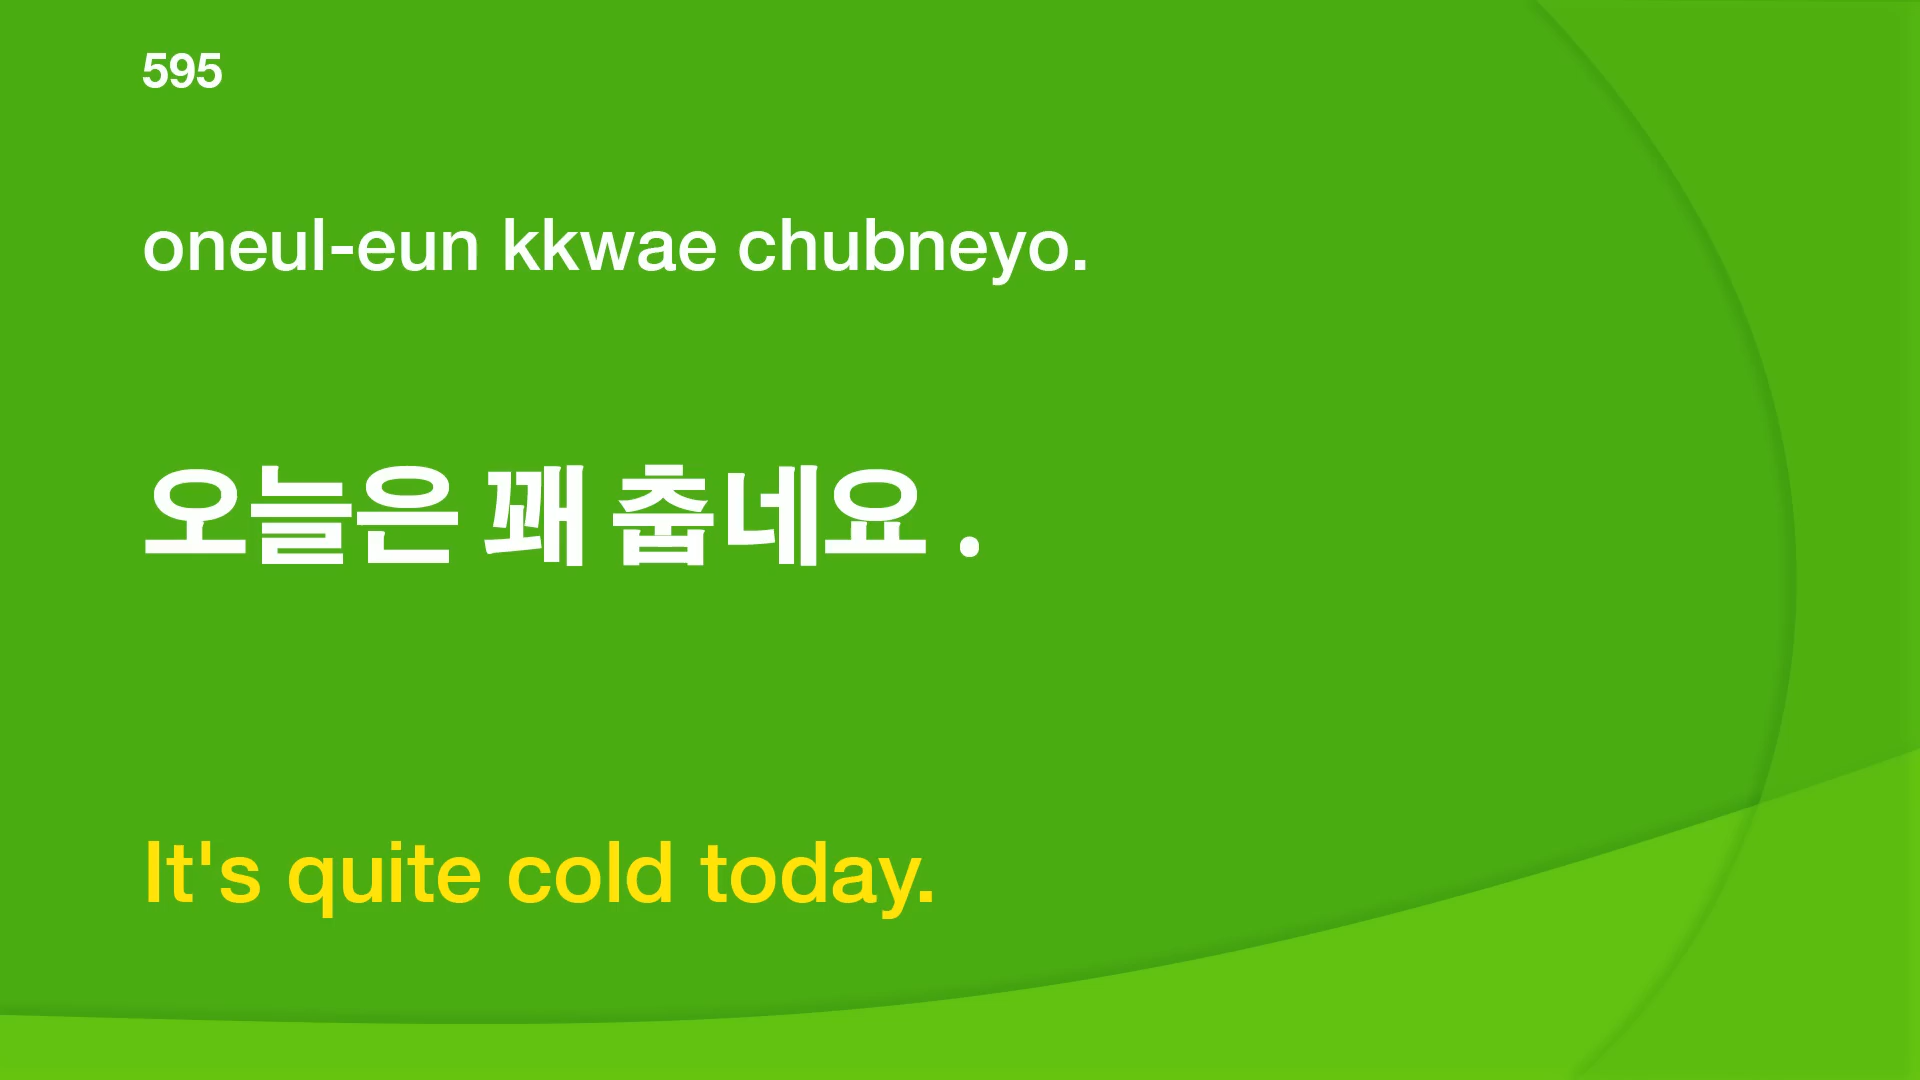 595
oneul-eun kkwae chubneyo.
오늘은 꽤 춥네요 .
It's quite cold today.